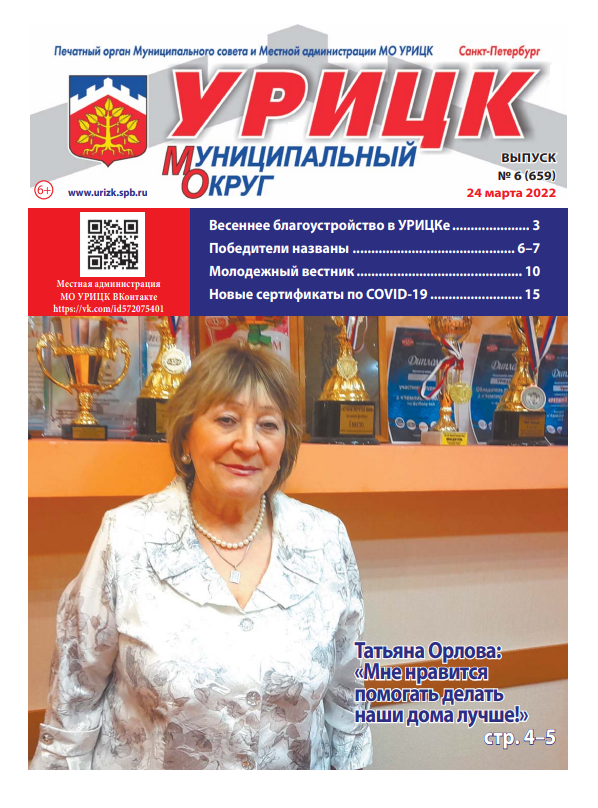 Печатный орган Муниципального совета и Местной администрации МО УРИЦК
Санкт-Петербург
УРИЦК
МУНИЦИПАЛЬНЫЙ
ОКРУГ
ВЫПУСК
№ 6 (659)
24 марта 2022
6+
www.urizk.spb.ru
Местная администрация
МО УРИЦК ВКонтакте
https://vk.com/id572075401
Весеннее благоустройство в УРИЦКе ..................... 3
Победители названы ............................................ 6–7
Молодежный вестник ............................................. 10
Новые сертификаты по COVID-19 ......................... 15
Диплом
Диплом
Татьяна Орлова:
«Мне нравится
помогать делать
наши дома лучше!»
стр. 4–5